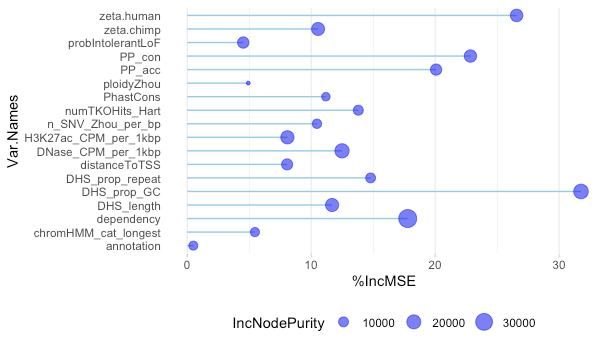 zeta.human
zeta.chimp
probIntolerantLoF
PP_con
PP_acc
ploidyZhou
PhastCons
numTKOHits_Hart
n_SNV_Zhou_per_bp
H3K27ac_CPM_per_1kbp
DNase_CPM_per_1kbp
distanceToTSS
DHS_prop_repeat
DHS_prop_GC
DHS_length
dependency
chromHMM_cat_longest
annotation
Var.Names
0 10 20 30
%IncMSE
IncNodePurity 10000 20000 30000